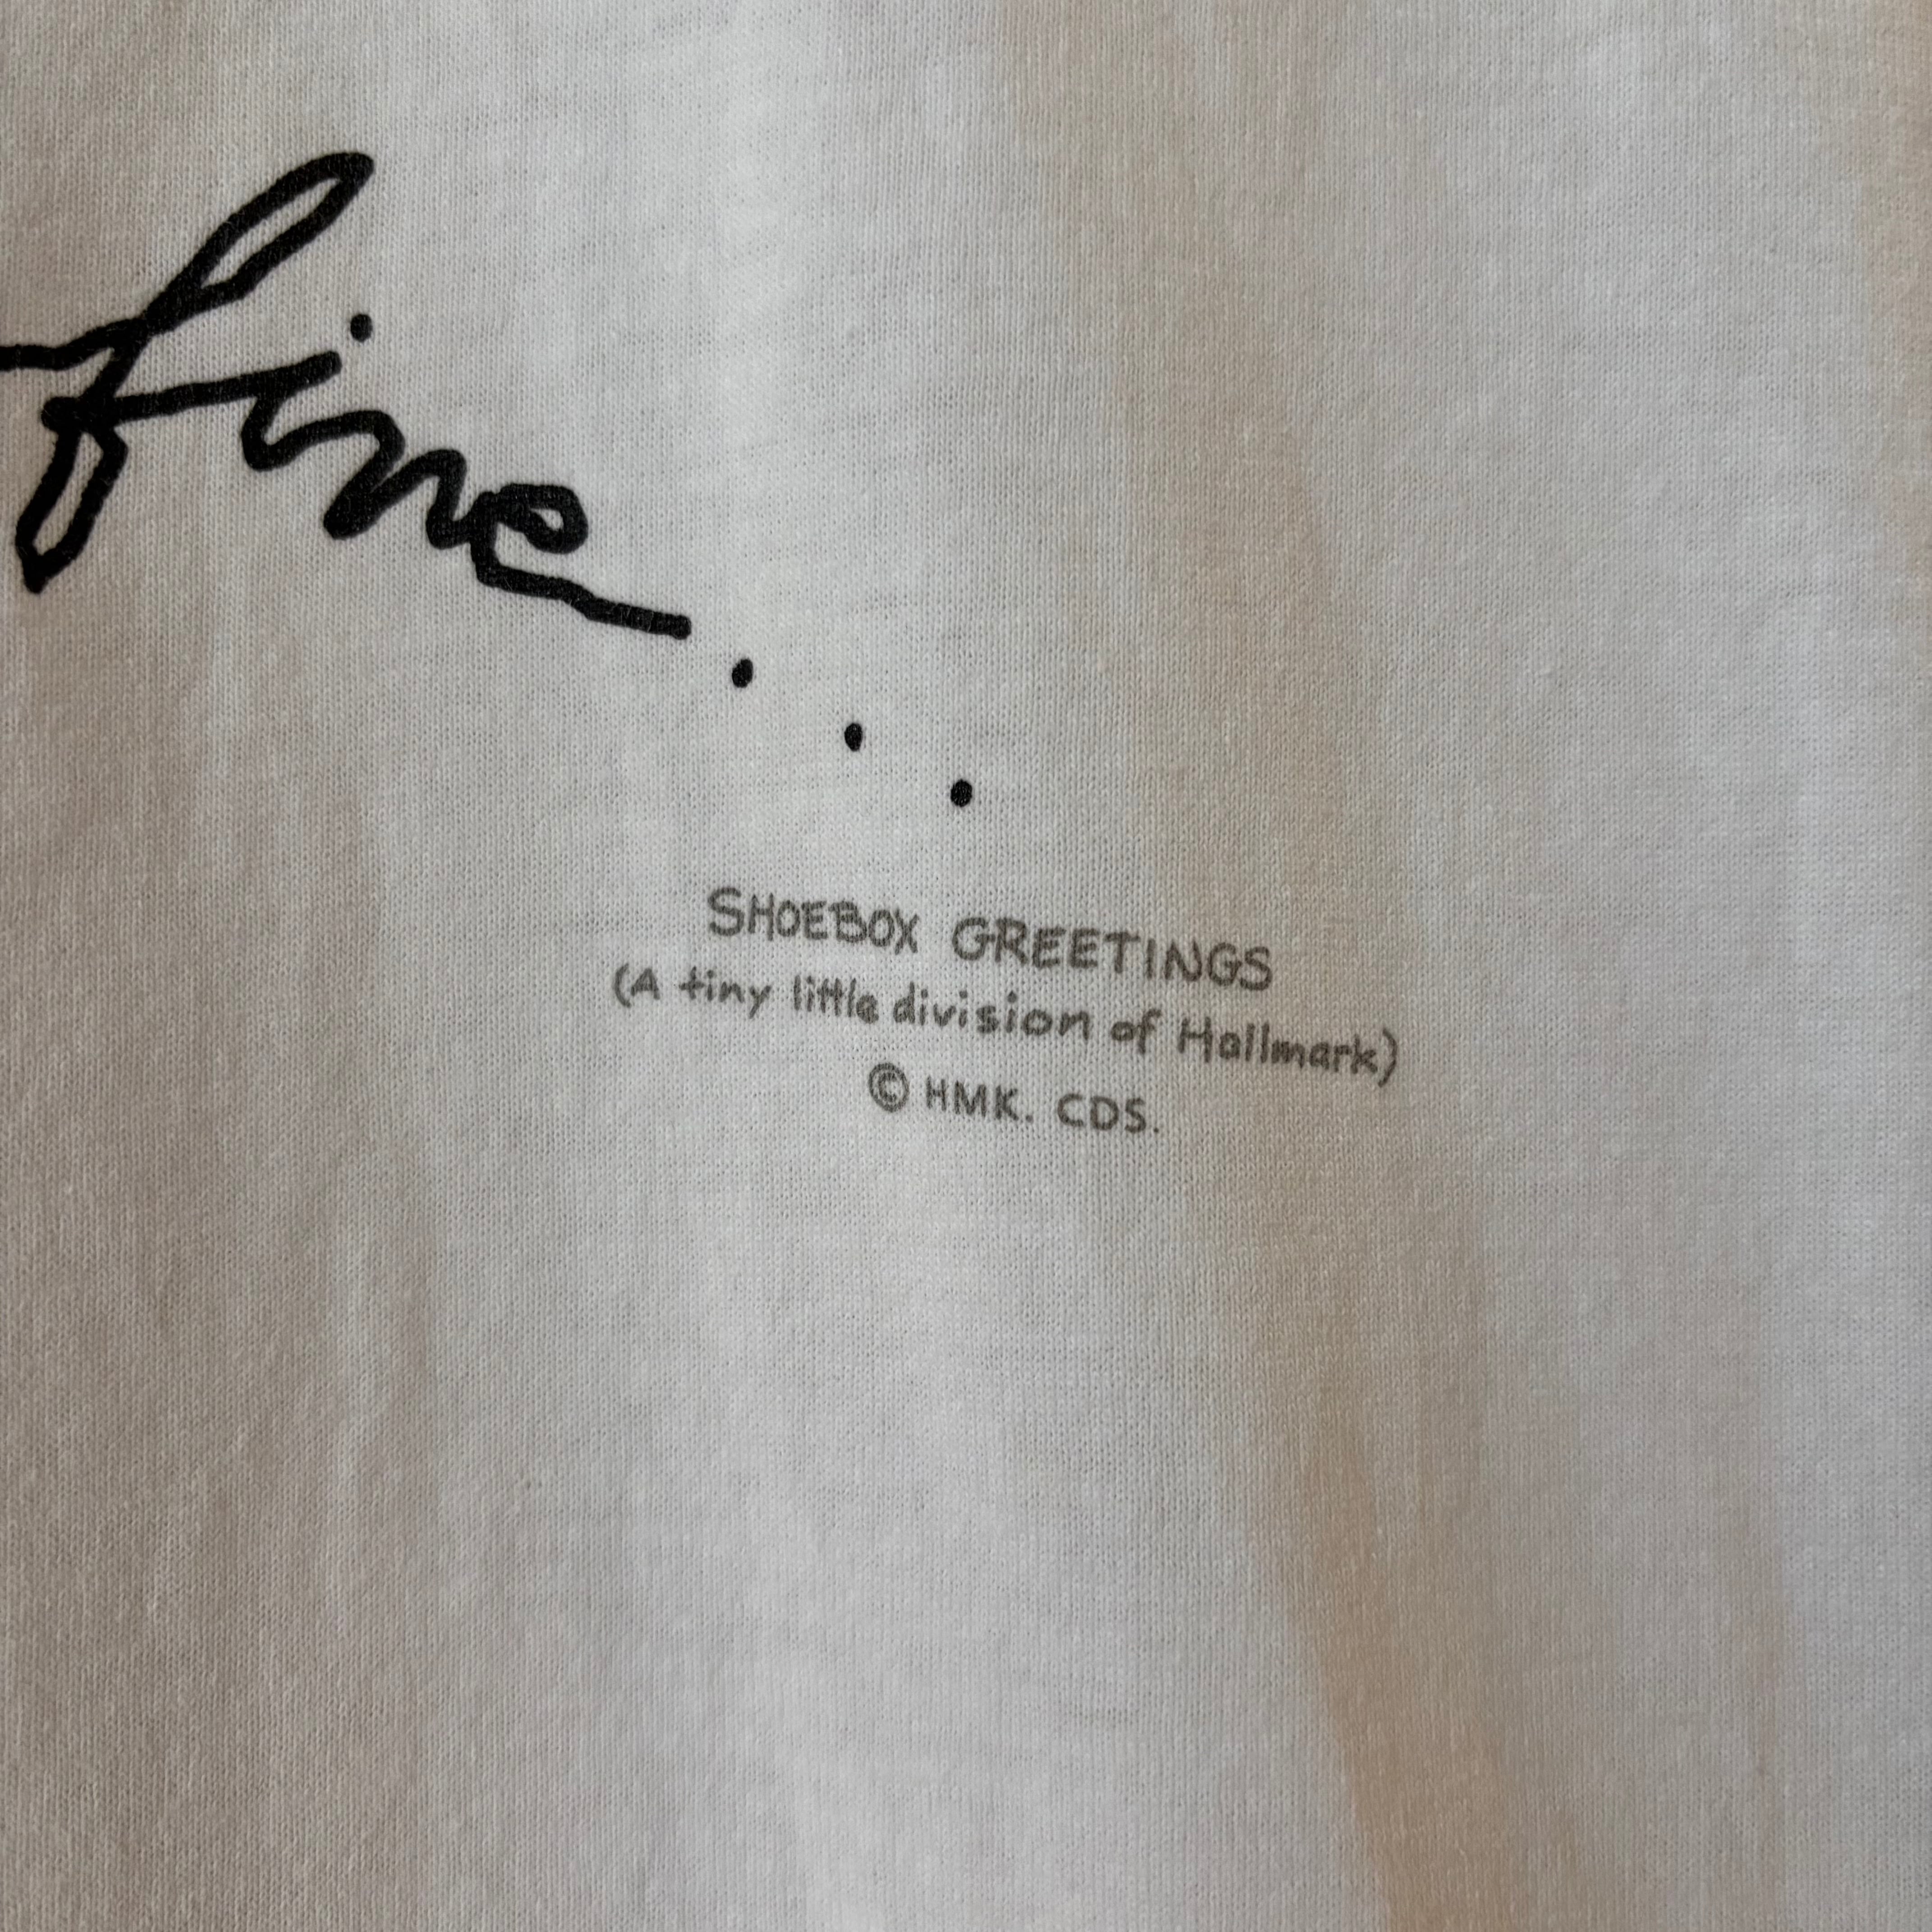 fine...
SHOEBOX GREETINGS
(A tiny little division of Hallmark)
© HMK. CDS.